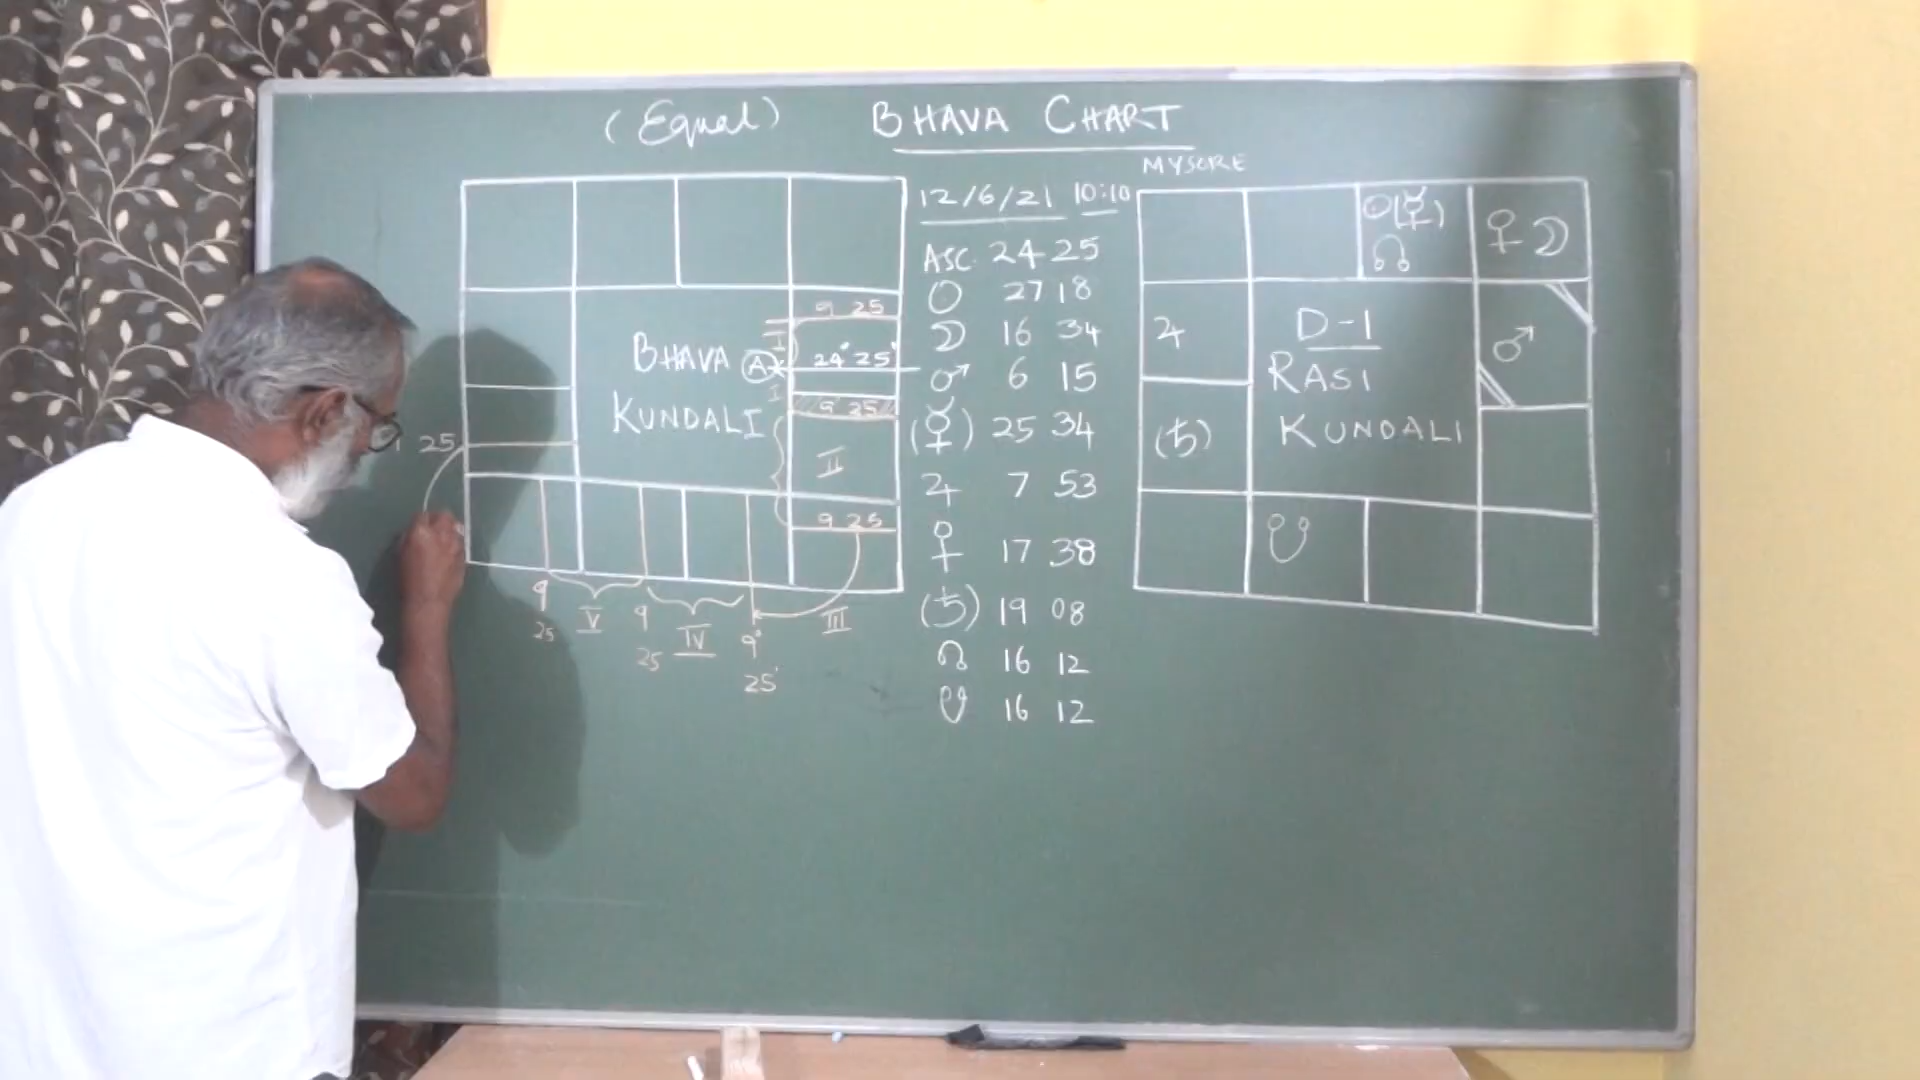 (Equal) BHAVA CHART
MYSORE
12/6/21 10:10
ASC. 24 25
☉ 27 18
☽ 16 34
♂ 6 15
(☿) 25 34
♃ 7 53
♀ 17 38
(♄) 19 08
☊ 16 12
☋ 16 12
BHAVA
KUNDALI
9 25
I
A
24° 25'
I
9 25
II
9 25
III
9°
25'
IV
9
25
V
9
25
25
☉(☿)
☊
♀ ☽
♃
D-1
RASI
KUNDALI
♂
(♄)
☋